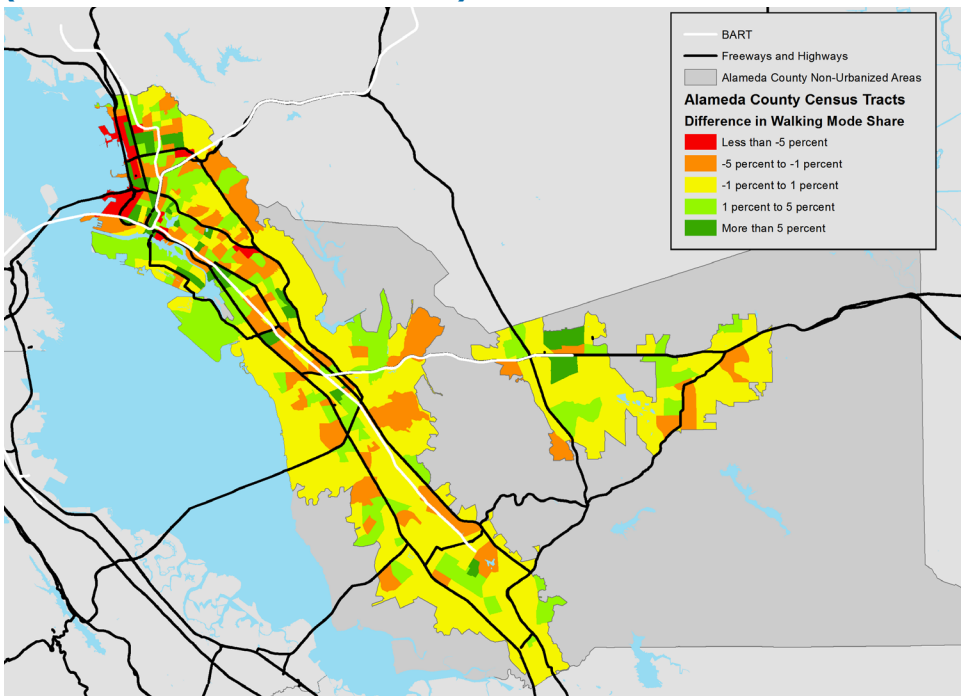 BART
Freeways and Highways
Alameda County Non-Urbanized Areas
Alameda County Census Tracts
Difference in Walking Mode Share
Less than -5 percent
-5 percent to -1 percent
-1 percent to 1 percent
1 percent to 5 percent
More than 5 percent